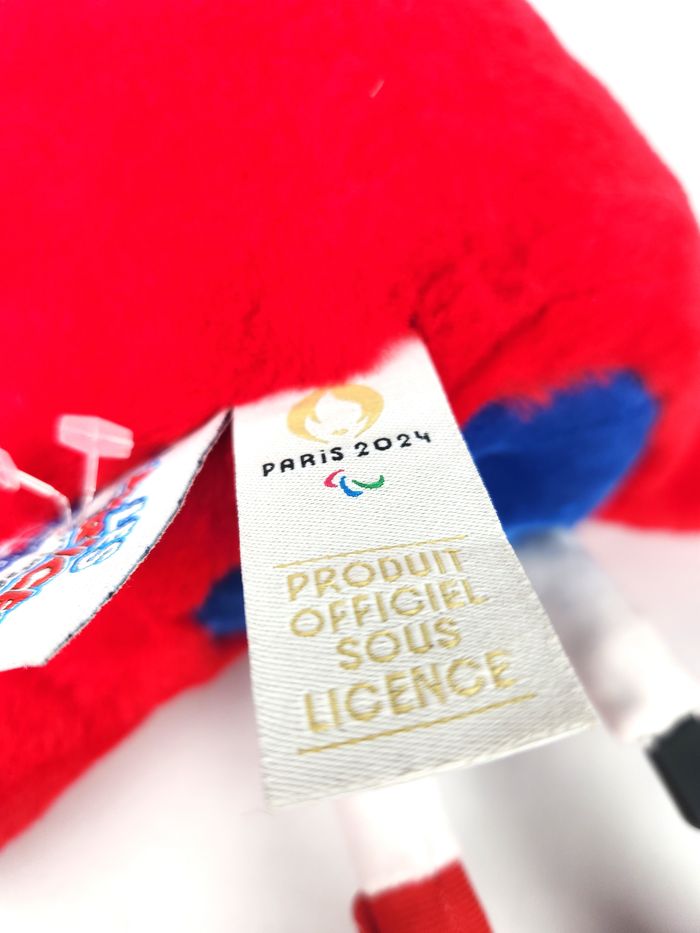 PARIS 2024
PRODUIT
OFFICIEL
SOUS
LICENCE